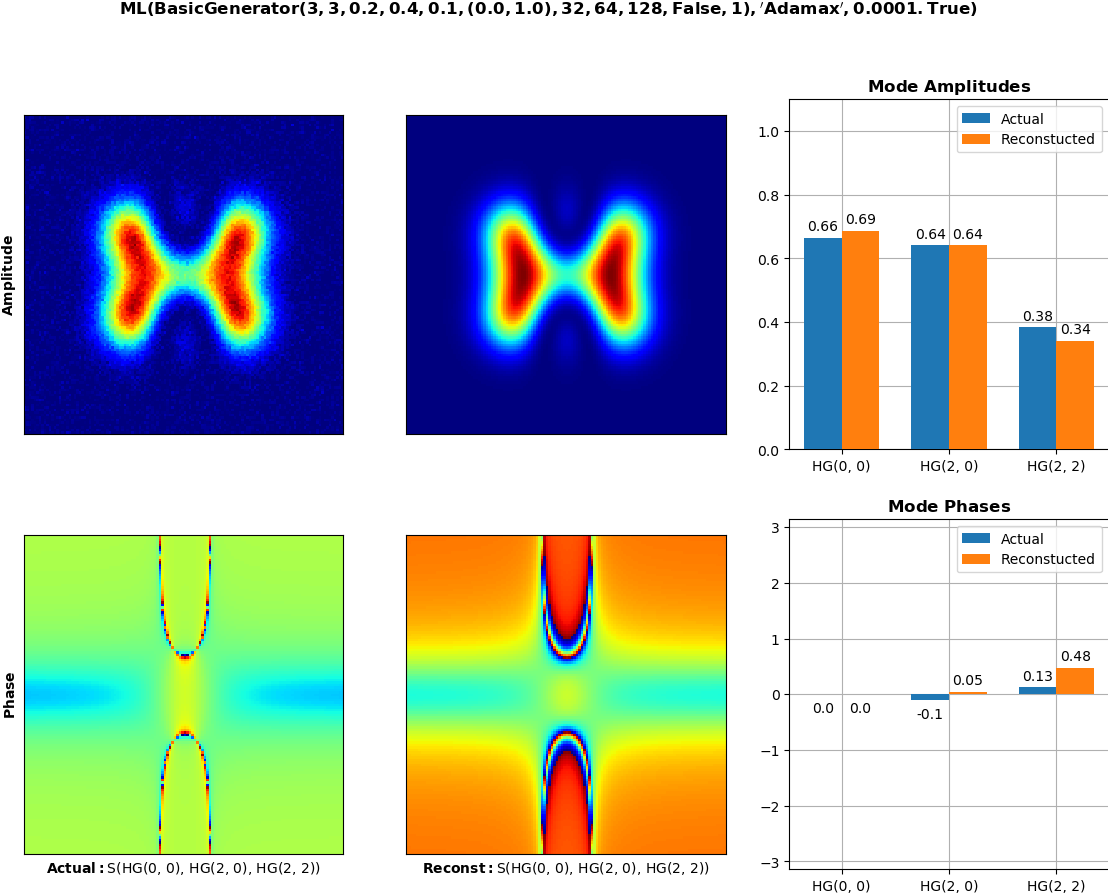 ML(BasicGenerator(3, 3, 0.2, 0.4, 0.1, (0.0, 1.0), 32, 64, 128, False, 1), ′Adamax′, 0.0001. True)
Amplitude
Mode Amplitudes
Actual
Reconstucted
1.0
0.8
0.6
0.4
0.2
0.0
0.66
0.69
0.64
0.64
0.38
0.34
HG(0, 0)
HG(2, 0)
HG(2, 2)
Phase
Actual: S(HG(0, 0), HG(2, 0), HG(2, 2))
Reconst: S(HG(0, 0), HG(2, 0), HG(2, 2))
Mode Phases
Actual
Reconstucted
3
2
1
0
−1
−2
−3
0.0
0.0
-0.1
0.05
0.13
0.48
HG(0, 0)
HG(2, 0)
HG(2, 2)